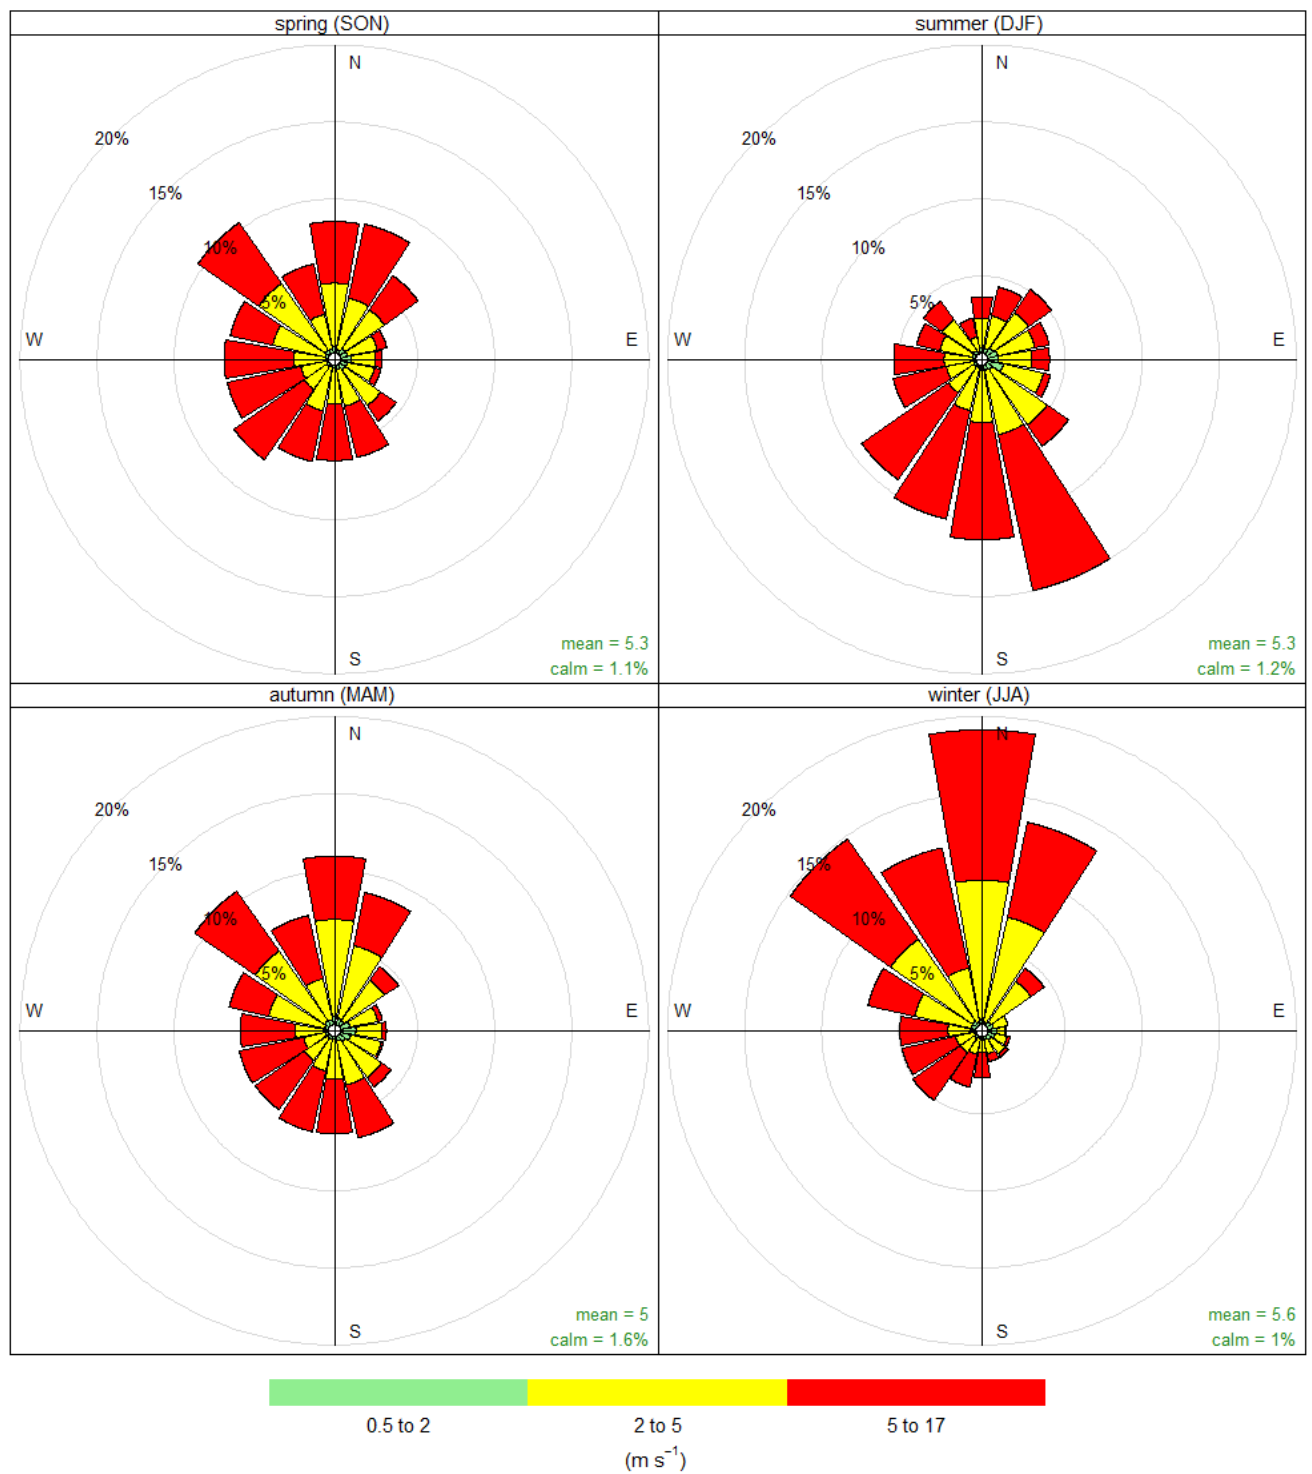 spring (SON)
summer (DJF)
N
20%
15%
10%
5%
W
E
S
mean = 5.3
calm = 1.1%
N
20%
15%
10%
5%
W
E
S
mean = 5.3
calm = 1.2%
autumn (MAM)
winter (JJA)
N
20%
15%
10%
5%
W
E
S
mean = 5
calm = 1.6%
N
20%
15%
10%
5%
W
E
S
mean = 5.6
calm = 1%
0.5 to 2
2 to 5
5 to 17
(m s⁻¹)